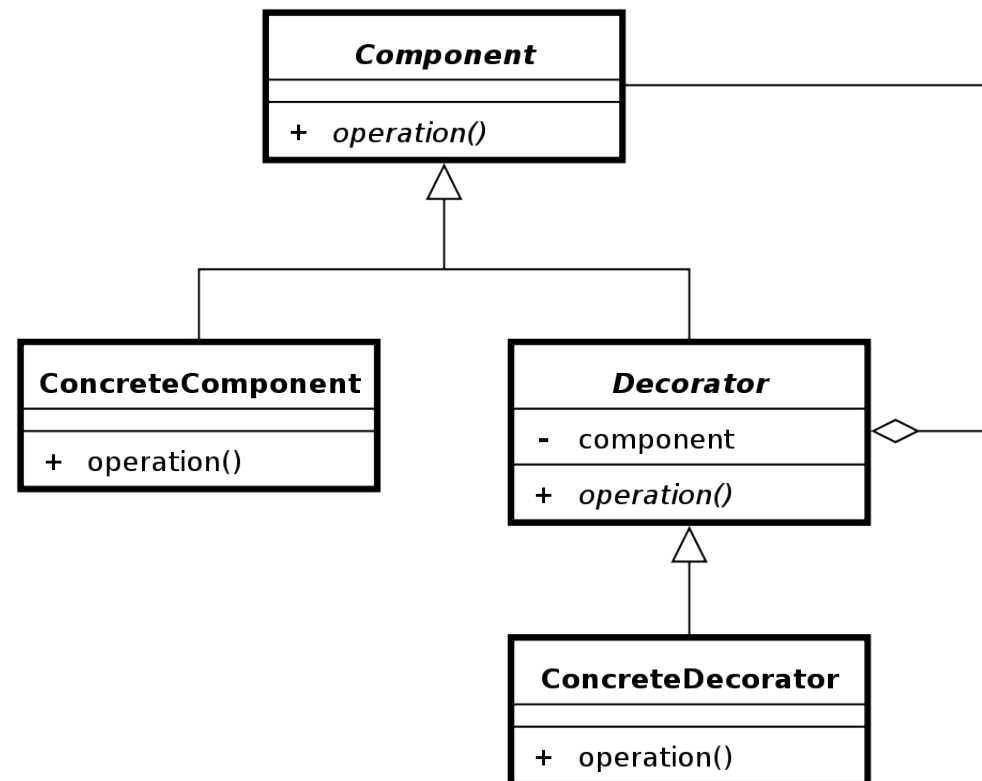 Component
+ operation()
ConcreteComponent
+ operation()
Decorator
- component
+ operation()
ConcreteDecorator
+ operation()